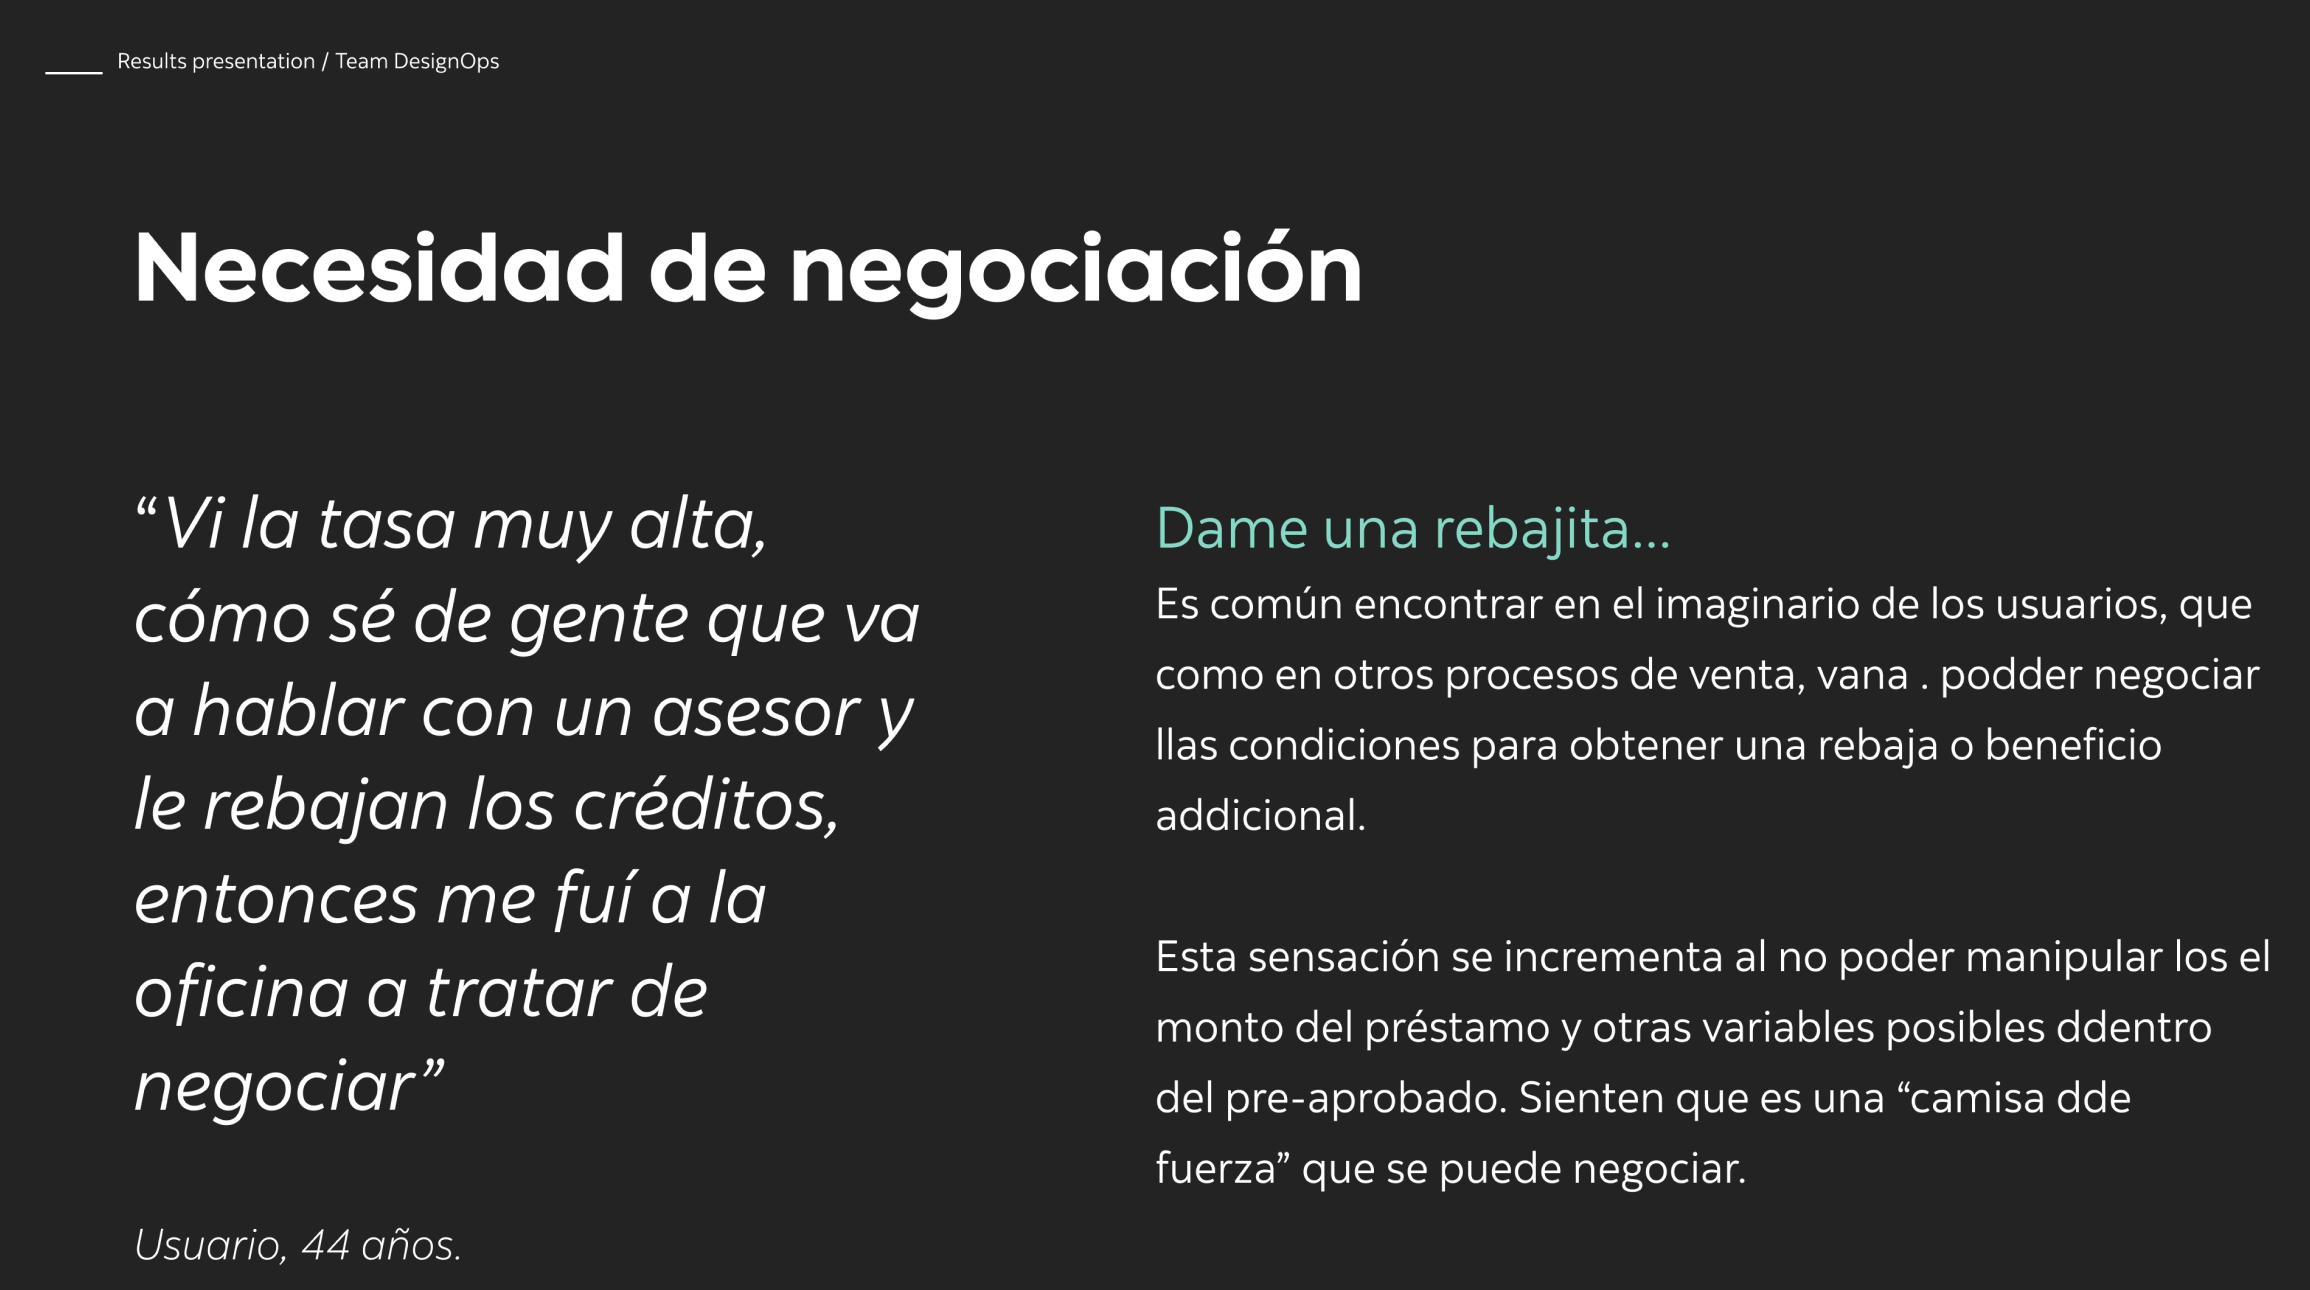 Results presentation / Team DesignOps
Necesidad de negociación
“Vi la tasa muy alta,
cómo sé de gente que va
a hablar con un asesor y
le rebajan los créditos,
entonces me fuí a la
oficina a tratar de
negociar”
Usuario, 44 años.
Dame una rebajita...
Es común encontrar en el imaginario de los usuarios, que
como en otros procesos de venta, vana . podder negociar
llas condiciones para obtener una rebaja o beneficio
addicional.
Esta sensación se incrementa al no poder manipular los el
monto del préstamo y otras variables posibles ddentro
del pre-aprobado. Sienten que es una “camisa dde
fuerza” que se puede negociar.